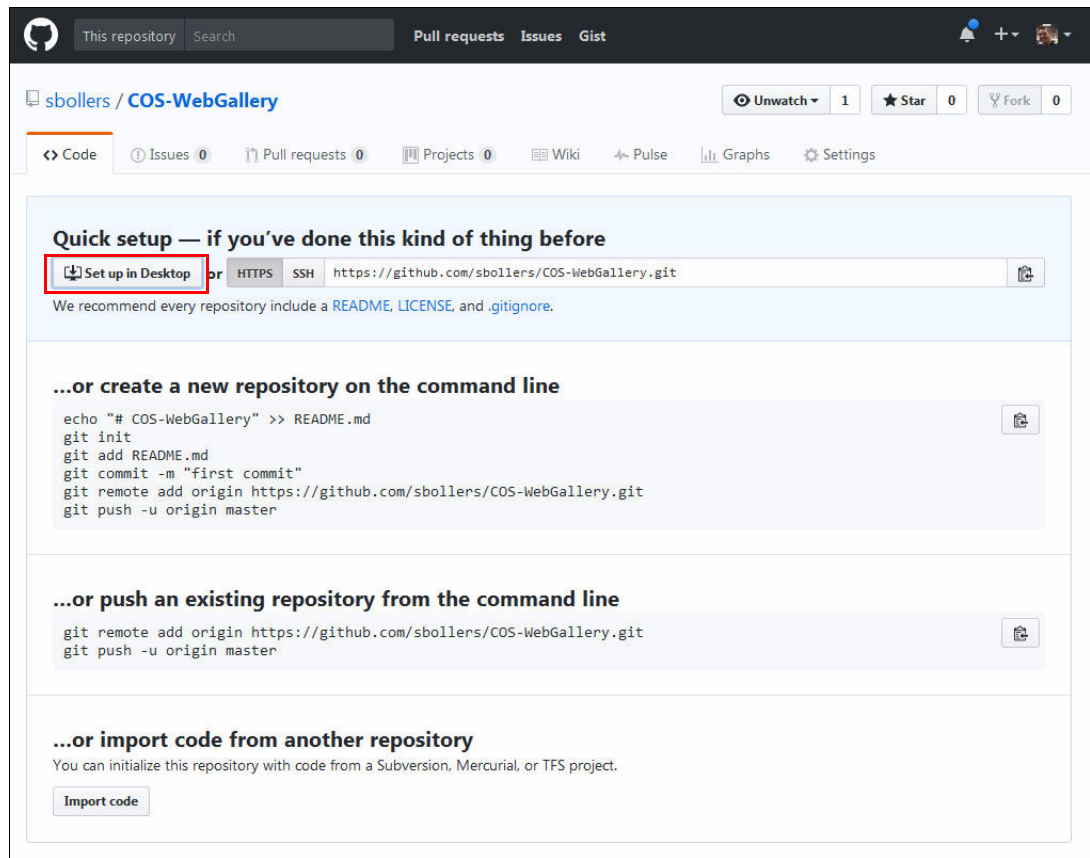 This repository Search Pull requests Issues Gist
sbollers / COS-WebGallery Unwatch 1 Star 0 Fork 0
Code Issues 0 Pull requests 0 Projects 0 Wiki Pulse Graphs Settings
Quick setup — if you've done this kind of thing before
Set up in Desktop or HTTPS SSH https://github.com/sbollers/COS-WebGallery.git
We recommend every repository include a README, LICENSE, and .gitignore.
...or create a new repository on the command line
echo "# COS-WebGallery" >> README.md
git init
git add README.md
git commit -m "first commit"
git remote add origin https://github.com/sbollers/COS-WebGallery.git
git push -u origin master
...or push an existing repository from the command line
git remote add origin https://github.com/sbollers/COS-WebGallery.git
git push -u origin master
...or import code from another repository
You can initialize this repository with code from a Subversion, Mercurial, or TFS project.
Import code